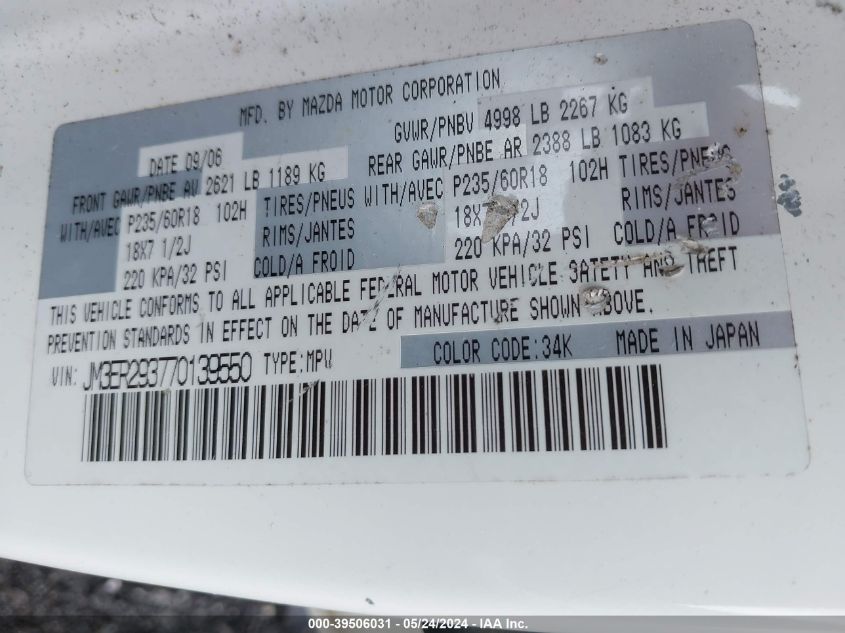 MFD. BY MAZDA MOTOR CORPORATION
DATE 09/06 GVWR/PNBV 4998 LB 2267 KG
FRONT GAWR/PNBE AV 2621 LB 1189 KG REAR GAWR/PNBE AR 2388 LB 1083 KG
WITH/AVEC P235/60R18 102H TIRES/PNEUS WITH/AVEC P235/60R18 102H TIRES/PNEUS
18X7 1/2J RIMS/JANTES 18X7 1/2J RIMS/JANTES
220 KPA/32 PSI COLD/A FROID 220 KPA/32 PSI COLD/A FROID
THIS VEHICLE CONFORMS TO ALL APPLICABLE FEDERAL MOTOR VEHICLE SAFETY AND THEFT
PREVENTION STANDARDS IN EFFECT ON THE DATE OF MANUFACTURE SHOWN ABOVE.
VIN: JM3ER293770139550 TYPE:MPV COLOR CODE:34K MADE IN JAPAN
000-39506031 - 05/24/2024 - IAA Inc.